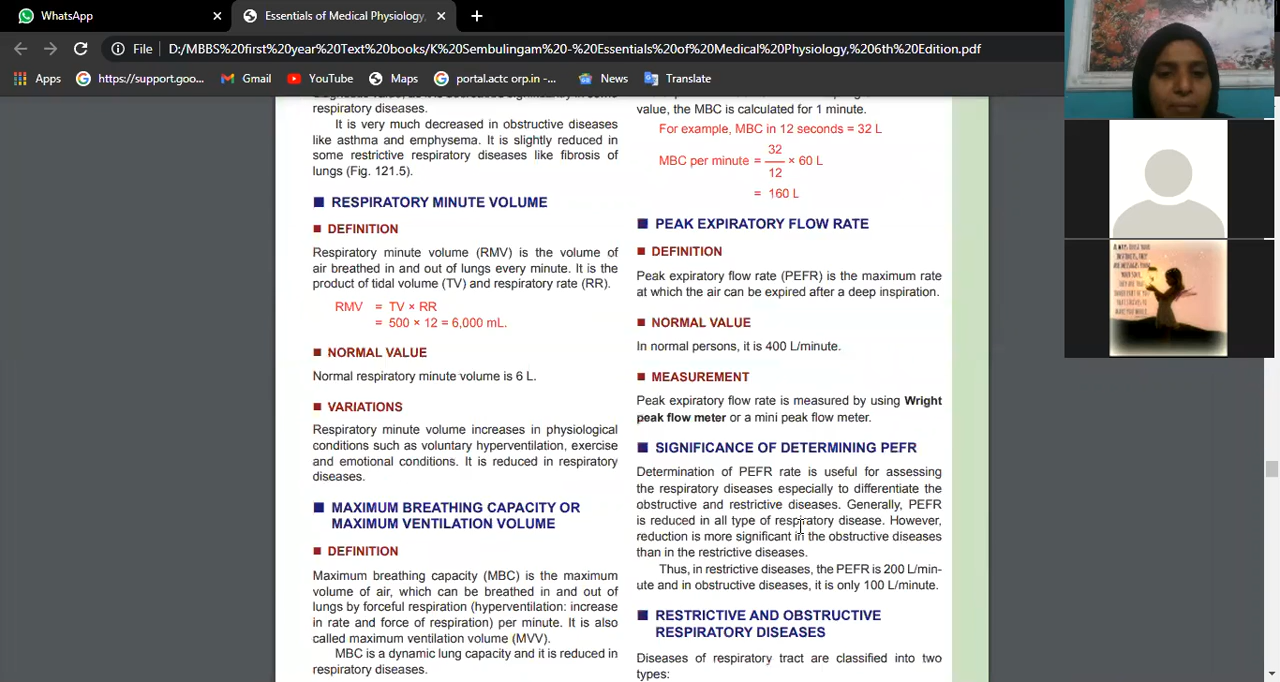 WhatsApp
Essentials of Medical Physiology,
File
D:/MBBS%20first%20year%20Text%20books/K%20Sembulingam%20-%20Essentials%20of%20Medical%20Physiology,%206th%20Edition.pdf
Apps
https://support.goo...
Gmail
YouTube
Maps
portal.actc orp.in -...
News
Translate
respiratory diseases.
It is very much decreased in obstructive diseases
like asthma and emphysema. It is slightly reduced in
some restrictive respiratory diseases like fibrosis of
lungs (Fig. 121.5).
RESPIRATORY MINUTE VOLUME
DEFINITION
Respiratory minute volume (RMV) is the volume of
air breathed in and out of lungs every minute. It is the
product of tidal volume (TV) and respiratory rate (RR).
RMV = TV × RR
= 500 × 12 = 6,000 mL.
NORMAL VALUE
Normal respiratory minute volume is 6 L.
VARIATIONS
Respiratory minute volume increases in physiological
conditions such as voluntary hyperventilation, exercise
and emotional conditions. It is reduced in respiratory
diseases.
MAXIMUM BREATHING CAPACITY OR
MAXIMUM VENTILATION VOLUME
DEFINITION
Maximum breathing capacity (MBC) is the maximum
volume of air, which can be breathed in and out of
lungs by forceful respiration (hyperventilation: increase
in rate and force of respiration) per minute. It is also
called maximum ventilation volume (MVV).
MBC is a dynamic lung capacity and it is reduced in
respiratory diseases.
value, the MBC is calculated for 1 minute.
For example, MBC in 12 seconds = 32 L
32
MBC per minute = × 60 L
12
= 160 L
PEAK EXPIRATORY FLOW RATE
DEFINITION
Peak expiratory flow rate (PEFR) is the maximum rate
at which the air can be expired after a deep inspiration.
NORMAL VALUE
In normal persons, it is 400 L/minute.
MEASUREMENT
Peak expiratory flow rate is measured by using Wright
peak flow meter or a mini peak flow meter.
SIGNIFICANCE OF DETERMINING PEFR
Determination of PEFR rate is useful for assessing
the respiratory diseases especially to differentiate the
obstructive and restrictive diseases. Generally, PEFR
is reduced in all type of respiratory disease. However,
reduction is more significant in the obstructive diseases
than in the restrictive diseases.
Thus, in restrictive diseases, the PEFR is 200 L/min-
ute and in obstructive diseases, it is only 100 L/minute.
RESTRICTIVE AND OBSTRUCTIVE
RESPIRATORY DISEASES
Diseases of respiratory tract are classified into two
types: